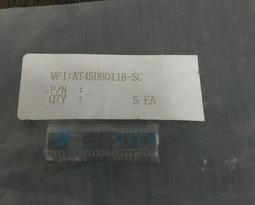 WPI:AT45DB011B-SC
P/N :
QTY : 5 EA